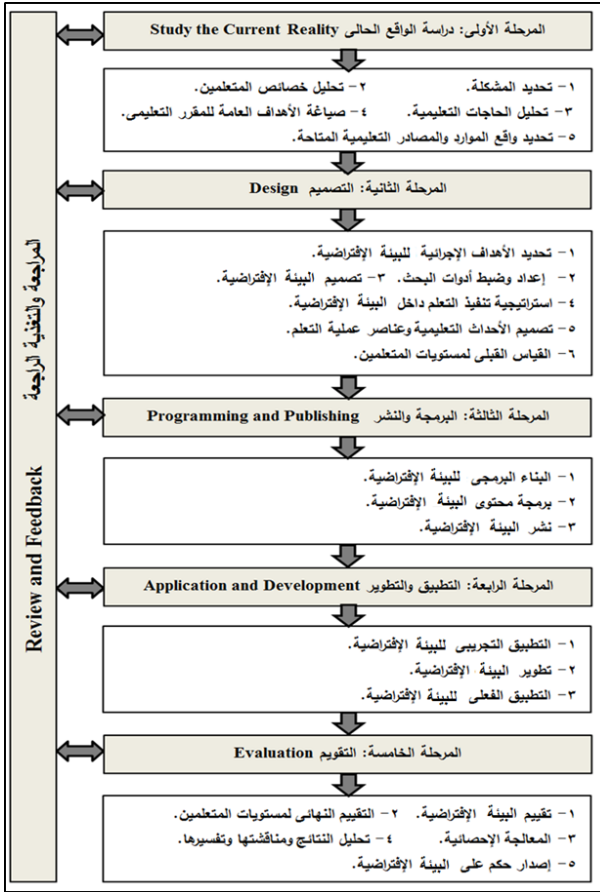 المرحلة الأولى: دراسة الواقع الحالى Study the Current Reality
١- تحديد المشكلة. ٢- تحليل خصائص المتعلمين.
٣- تحليل الحاجات التعليمية. ٤- صياغة الأهداف العامة للمقرر التعليمى.
٥- تحديد واقع الموارد والمصادر التعليمية المتاحة.
المرحلة الثانية: التصميم Design
١- تحديد الأهداف الإجرائية للبيئة الإفتراضية.
٢- إعداد وضبط أدوات البحث. ٣- تصميم البيئة الإفتراضية.
٤- استراتيجية تنفيذ التعلم داخل البيئة الإفتراضية.
٥- تصميم الأحداث التعليمية وعناصر عملية التعلم.
٦- القياس القبلى لمستويات المتعلمين.
المرحلة الثالثة: البرمجة والنشر Programming and Publishing
١- البناء البرمجى للبيئة الإفتراضية.
٢- برمجة محتوى البيئة الإفتراضية.
٣- نشر البيئة الإفتراضية.
المرحلة الرابعة: التطبيق والتطوير Application and Development
١- التطبيق التجريبى للبيئة الإفتراضية.
٢- تطوير البيئة الإفتراضية.
٣- التطبيق الفعلى للبيئة الإفتراضية.
المرحلة الخامسة: التقويم Evaluation
١- تقييم البيئة الإفتراضية. ٢- التقييم النهائى لمستويات المتعلمين.
٣- المعالجة الإحصائية. ٤- تحليل النتائج ومناقشتها وتفسيرها.
٥- إصدار حكم على البيئة الإفتراضية.
المراجعة والتغذية الراجعة Review and Feedback